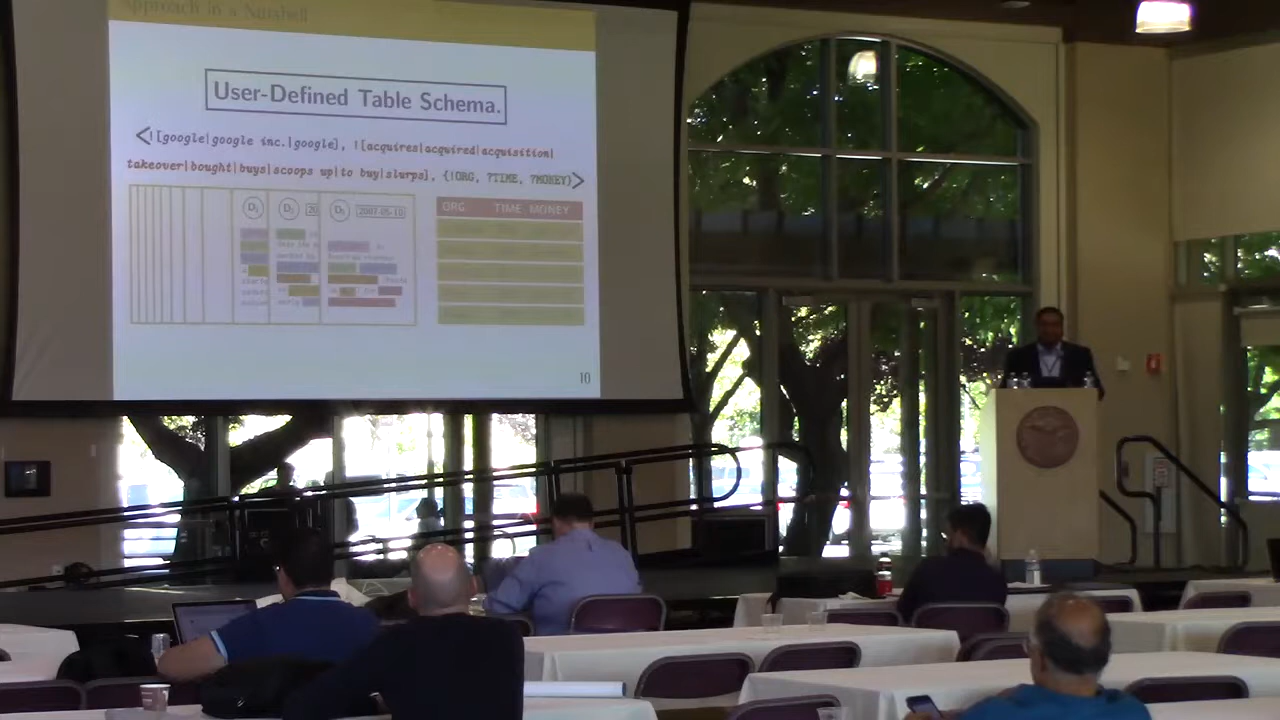 Approach in a Nutshell
User-Defined Table Schema.
<![google|google inc.|google], ![acquires|acquired|acquisition|
takeover|bought|buys|scoops up|to buy|slurps], {!ORG, ?TIME, ?MONEY}>
D1 D2 20 D3 2007-05-10
ORG TIME MONEY
10